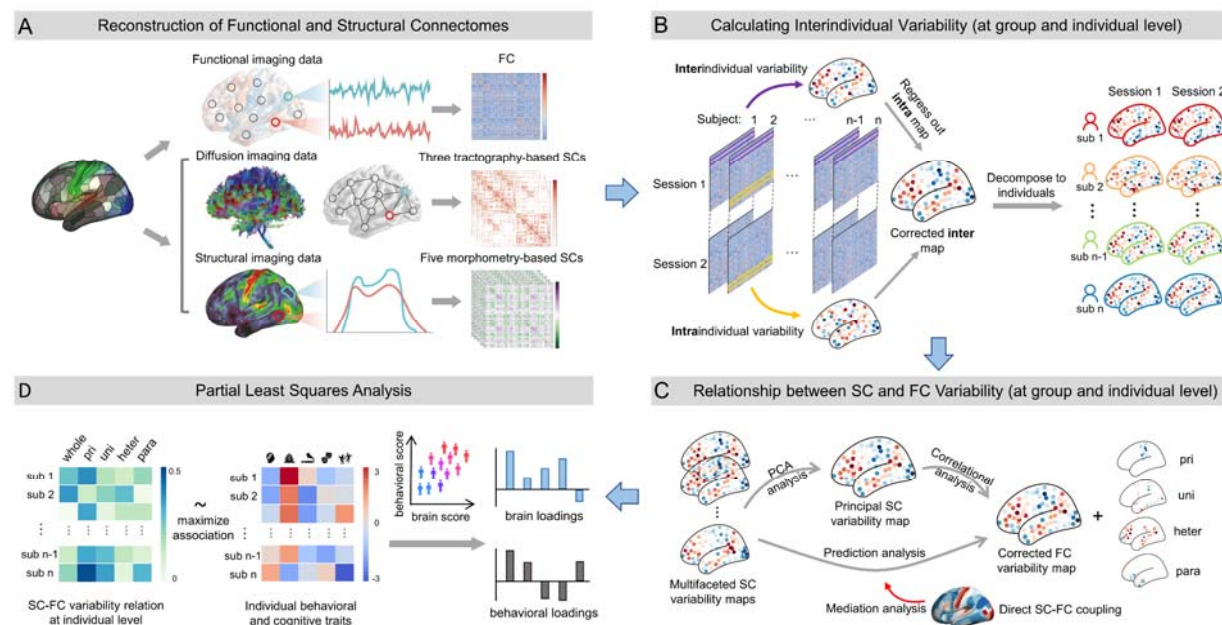 A Reconstruction of Functional and Structural Connectomes
Functional imaging data
FC
Diffusion imaging data
Three tractography-based SCs
Structural imaging data
Five morphometry-based SCs
B Calculating Interindividual Variability (at group and individual level)
Interindividual variability
Regress out
intra map
Subject: 1 2 ... n-1 n
Session 1
Session 2
Intraindividual variability
Corrected inter
map
Decompose to
individuals
Session 1 Session 2
sub 1
sub 2
sub n-1
sub n
D Partial Least Squares Analysis
whole pri uni heter para
sub 1
sub 2
sub n-1
sub n
0.5
0
~
maximize
association
sub 1
sub 2
sub n-1
sub n
3
-3
SC-FC variability relation
at individual level
Individual behavioral
and cognitive traits
behavioral score
brain score
brain loadings
behavioral loadings
C Relationship between SC and FC Variability (at group and individual level)
PCA
analysis
Correlational
analysis
Principal SC
variability map
Prediction analysis
Multifaceted SC
variability maps
Corrected FC
variability map
+
pri
uni
heter
para
Mediation analysis
Direct SC-FC coupling